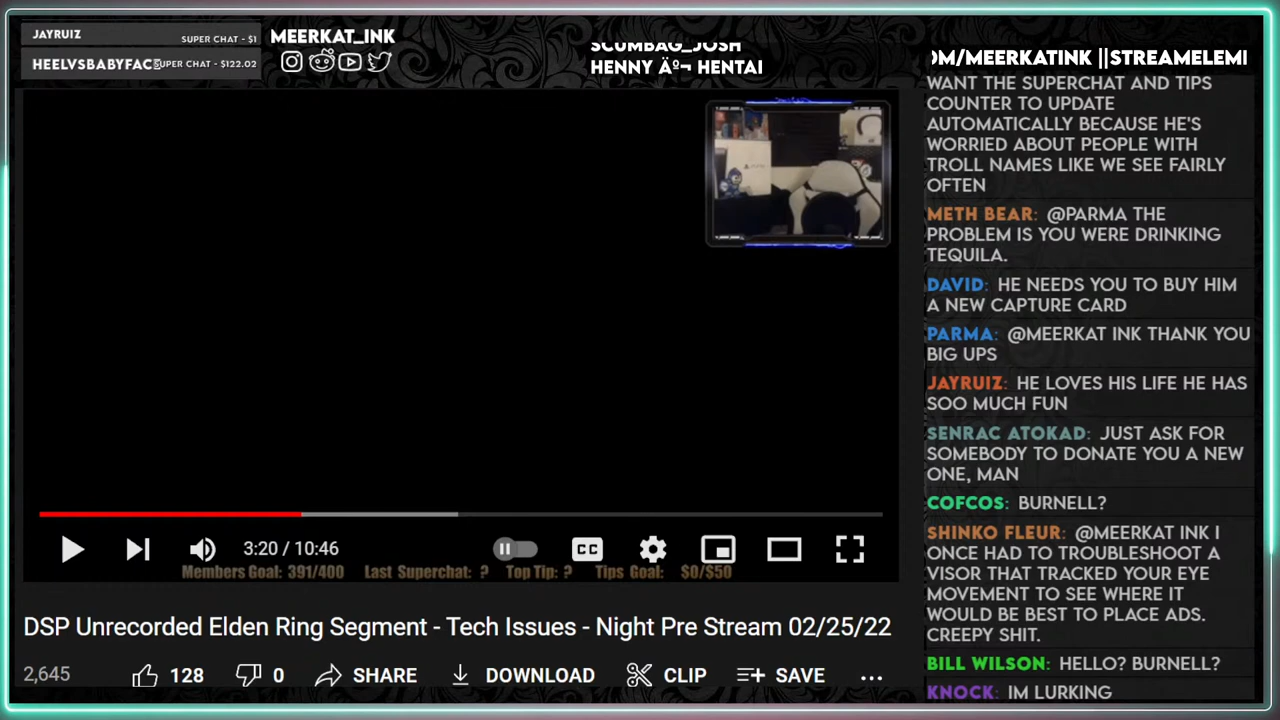 JAYRUIZ
SUPER CHAT - $1
HEELVSBABYFAC
SUPER CHAT - $122.02
MEERKAT_INK
SCUMBAG_JOSH
HENNY Äº¬ HENTAI
OM/MEERKATINK ||STREAMELEMI
WANT THE SUPERCHAT AND TIPS
COUNTER TO UPDATE
AUTOMATICALLY BECAUSE HE'S
WORRIED ABOUT PEOPLE WITH
TROLL NAMES LIKE WE SEE FAIRLY
OFTEN
METH BEAR: @PARMA THE
PROBLEM IS YOU WERE DRINKING
TEQUILA.
DAVID: HE NEEDS YOU TO BUY HIM
A NEW CAPTURE CARD
PARMA: @MEERKAT INK THANK YOU
BIG UPS
JAYRUIZ: HE LOVES HIS LIFE HE HAS
SOO MUCH FUN
SENRAC ATOKAD: JUST ASK FOR
SOMEBODY TO DONATE YOU A NEW
ONE, MAN
COFCOS: BURNELL?
SHINKO FLEUR: @MEERKAT INK I
ONCE HAD TO TROUBLESHOOT A
VISOR THAT TRACKED YOUR EYE
MOVEMENT TO SEE WHERE IT
WOULD BE BEST TO PLACE ADS.
CREEPY SHIT.
BILL WILSON: HELLO? BURNELL?
KNOCK: IM LURKING
3:20 / 10:46
CC
Members Goal: 391/400 Last Superchat: ? Top Tip: ? Tips Goal: $0/$50
DSP Unrecorded Elden Ring Segment - Tech Issues - Night Pre Stream 02/25/22
2,645 128 0 SHARE DOWNLOAD CLIP SAVE ...